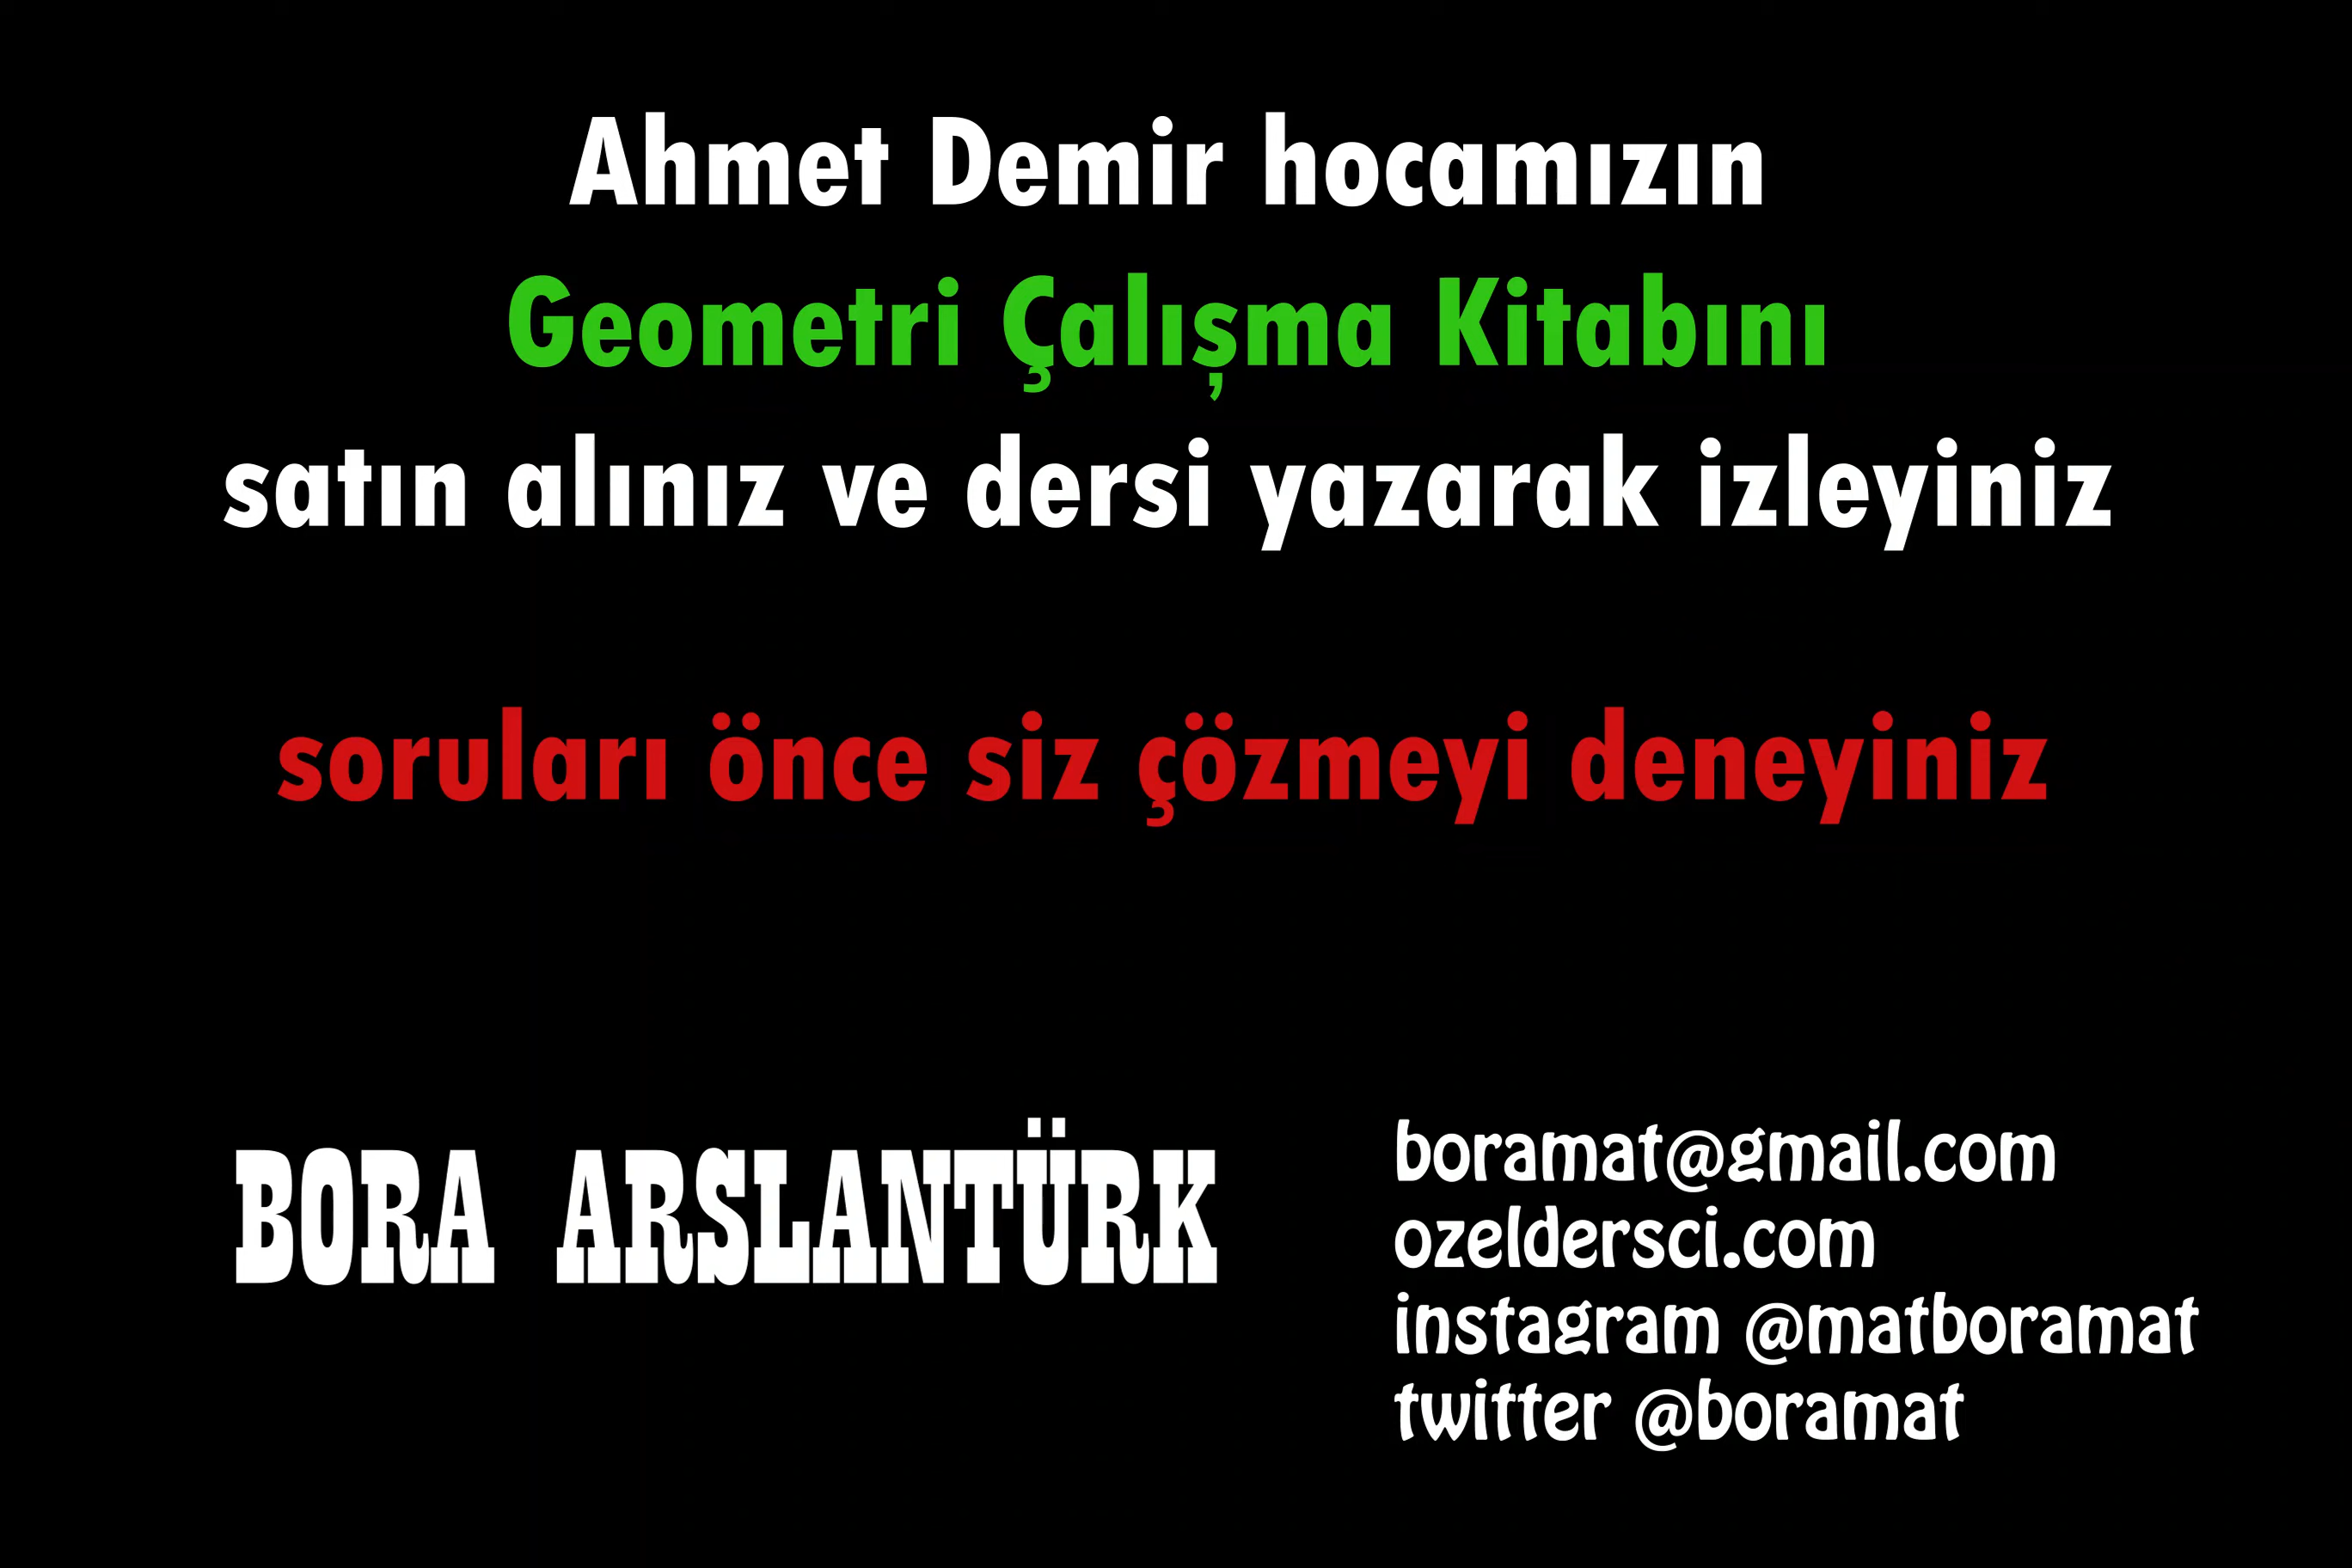 Ahmet Demir hocamızın
Geometri Çalışma Kitabını
satın alınız ve dersi yazarak izleyiniz
soruları önce siz çözmeyi deneyiniz
BORA ARSLANTÜRK
boramat@gmail.com
ozeldersci.com
instagram @matboramat
twitter @boramat